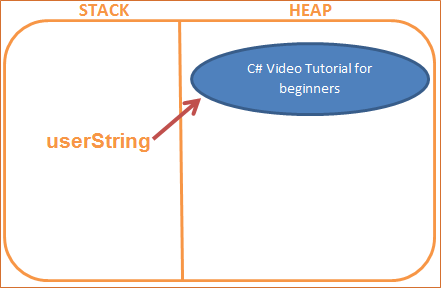 STACK HEAP
C# Video Tutorial for
beginners
userString